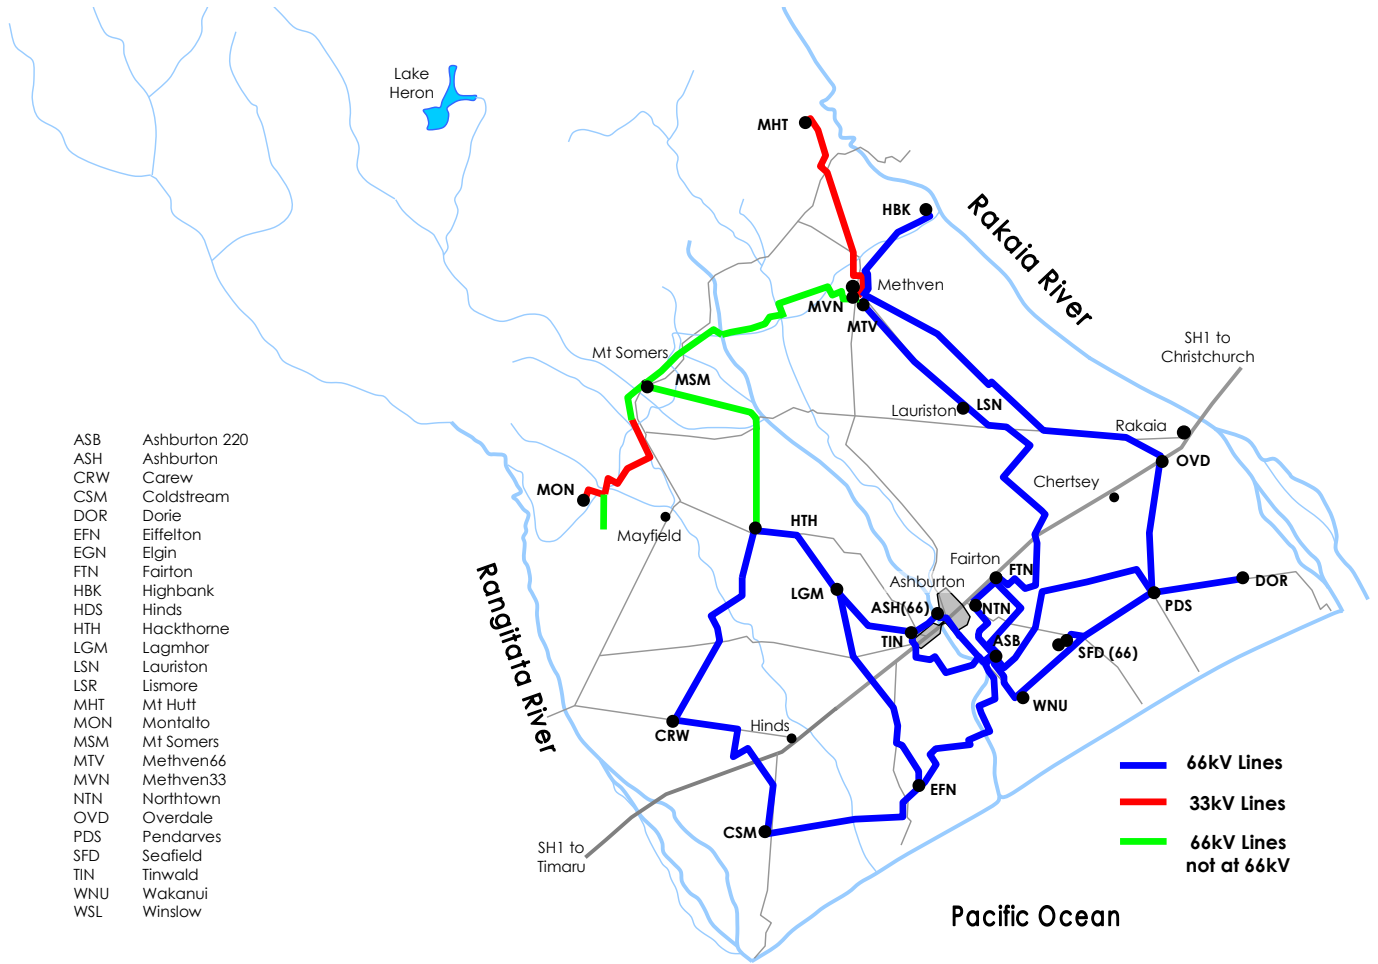 Lake
Heron
MHT
HBK
Rakaia River
Methven
MVN
MTV
SH1 to
Christchurch
Mt Somers
MSM
Lauriston
LSN
Rakaia
OVD
Chertsey
MON
Mayfield
HTH
Fairton
FTN
Ashburton
LGM
ASH(66)
NTN
DOR
PDS
TIN
ASB
SFD (66)
WNU
Rangitata River
CRW
Hinds
EFN
CSM
SH1 to
Timaru
ASB Ashburton 220
ASH Ashburton
CRW Carew
CSM Coldstream
DOR Dorie
EFN Eiffelton
EGN Elgin
FTN Fairton
HBK Highbank
HDS Hinds
HTH Hackthorne
LGM Lagmhor
LSN Lauriston
LSR Lismore
MHT Mt Hutt
MON Montalto
MSM Mt Somers
MTV Methven66
MVN Methven33
NTN Northtown
OVD Overdale
PDS Pendarves
SFD Seafield
TIN Tinwald
WNU Wakanui
WSL Winslow
66kV Lines
33kV Lines
66kV Lines
not at 66kV
Pacific Ocean